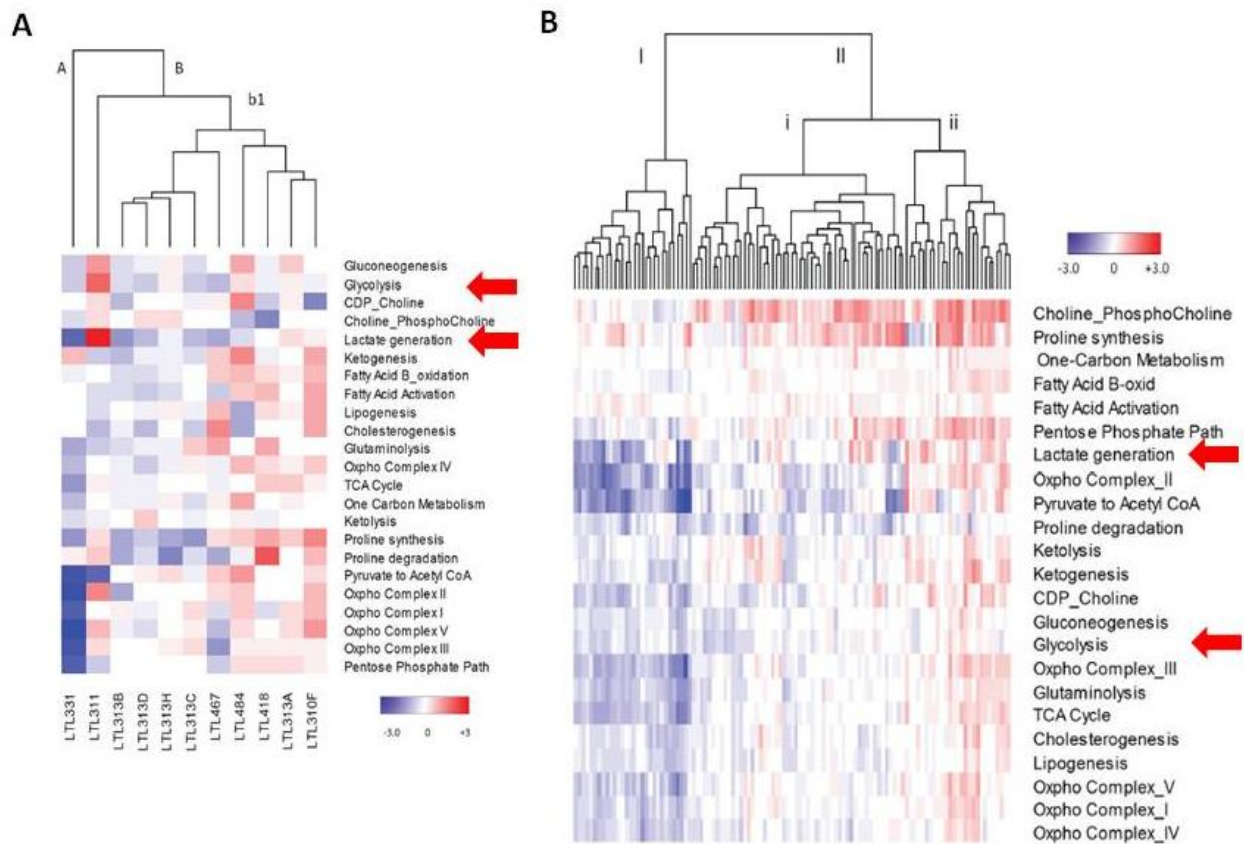 A
A
B
b1
Gluconeogenesis
Glycolysis
CDP_Choline
Choline_PhosphoCholine
Lactate generation
Ketogenesis
Fatty Acid B_oxidation
Fatty Acid Activation
Lipogenesis
Cholesterogenesis
Glutaminolysis
Oxpho Complex IV
TCA Cycle
One Carbon Metabolism
Ketolysis
Proline synthesis
Proline degradation
Pyruvate to Acetyl CoA
Oxpho Complex II
Oxpho Complex I
Oxpho Complex V
Oxpho Complex III
Pentose Phosphate Path
LTL331
LTL311
LTL313B
LTL313D
LTL313H
LTL313C
LTL467
LTL484
LTL418
LTL313A
LTL310F
-3.0 0 +3
B
I
II
i
ii
-3.0 0 +3.0
Choline_PhosphoCholine
Proline synthesis
One-Carbon Metabolism
Fatty Acid B-oxid
Fatty Acid Activation
Pentose Phosphate Path
Lactate generation
Oxpho Complex_II
Pyruvate to Acetyl CoA
Proline degradation
Ketolysis
Ketogenesis
CDP_Choline
Gluconeogenesis
Glycolysis
Oxpho Complex_III
Glutaminolysis
TCA Cycle
Cholesterogenesis
Lipogenesis
Oxpho Complex_V
Oxpho Complex_I
Oxpho Complex_IV